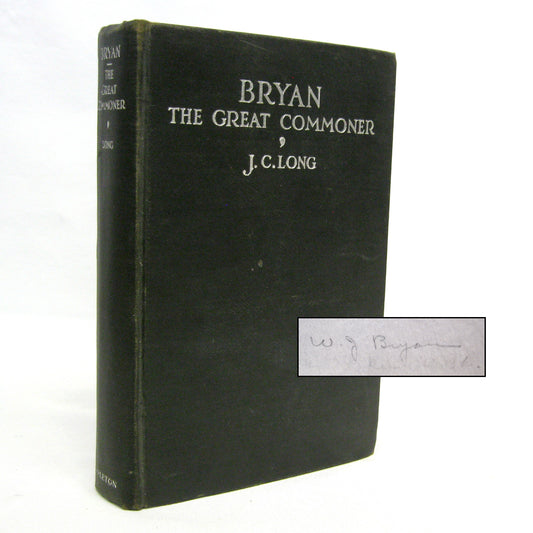 BRYAN
THE
GREAT
COMMONER
LONG
BRYAN
THE GREAT COMMONER
J. C. LONG
W. J Bryan